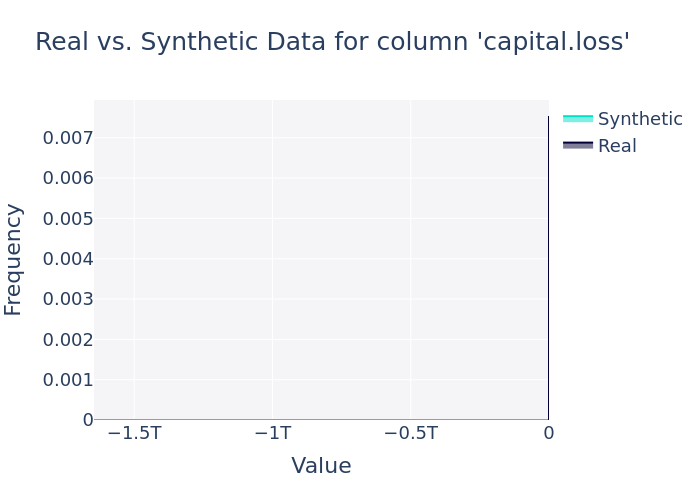 Real vs. Synthetic Data for column 'capital.loss'
Synthetic
Real
Frequency
0.007
0.006
0.005
0.004
0.003
0.002
0.001
0
−1.5T
−1T
−0.5T
0
Value